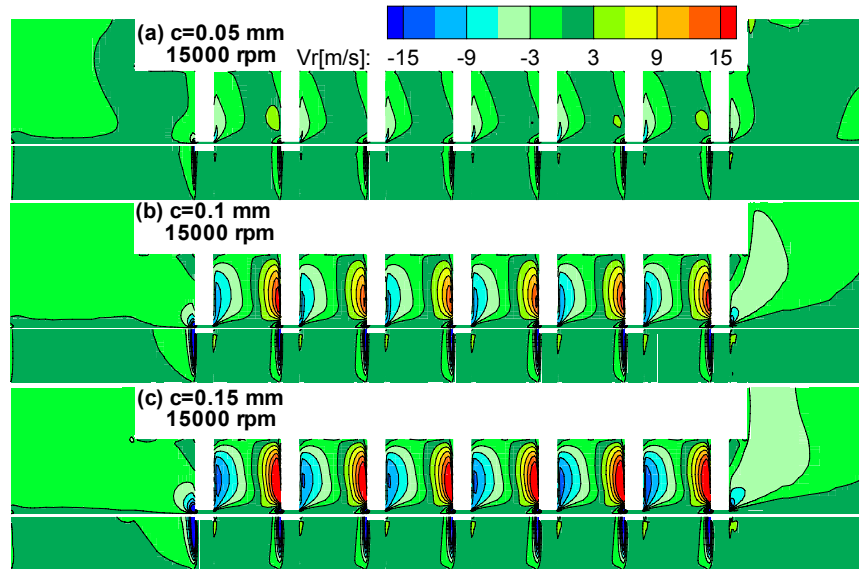 (a) c=0.05 mm
15000 rpm
Vr[m/s]: -15 -9 -3 3 9 15
(b) c=0.1 mm
15000 rpm
(c) c=0.15 mm
15000 rpm